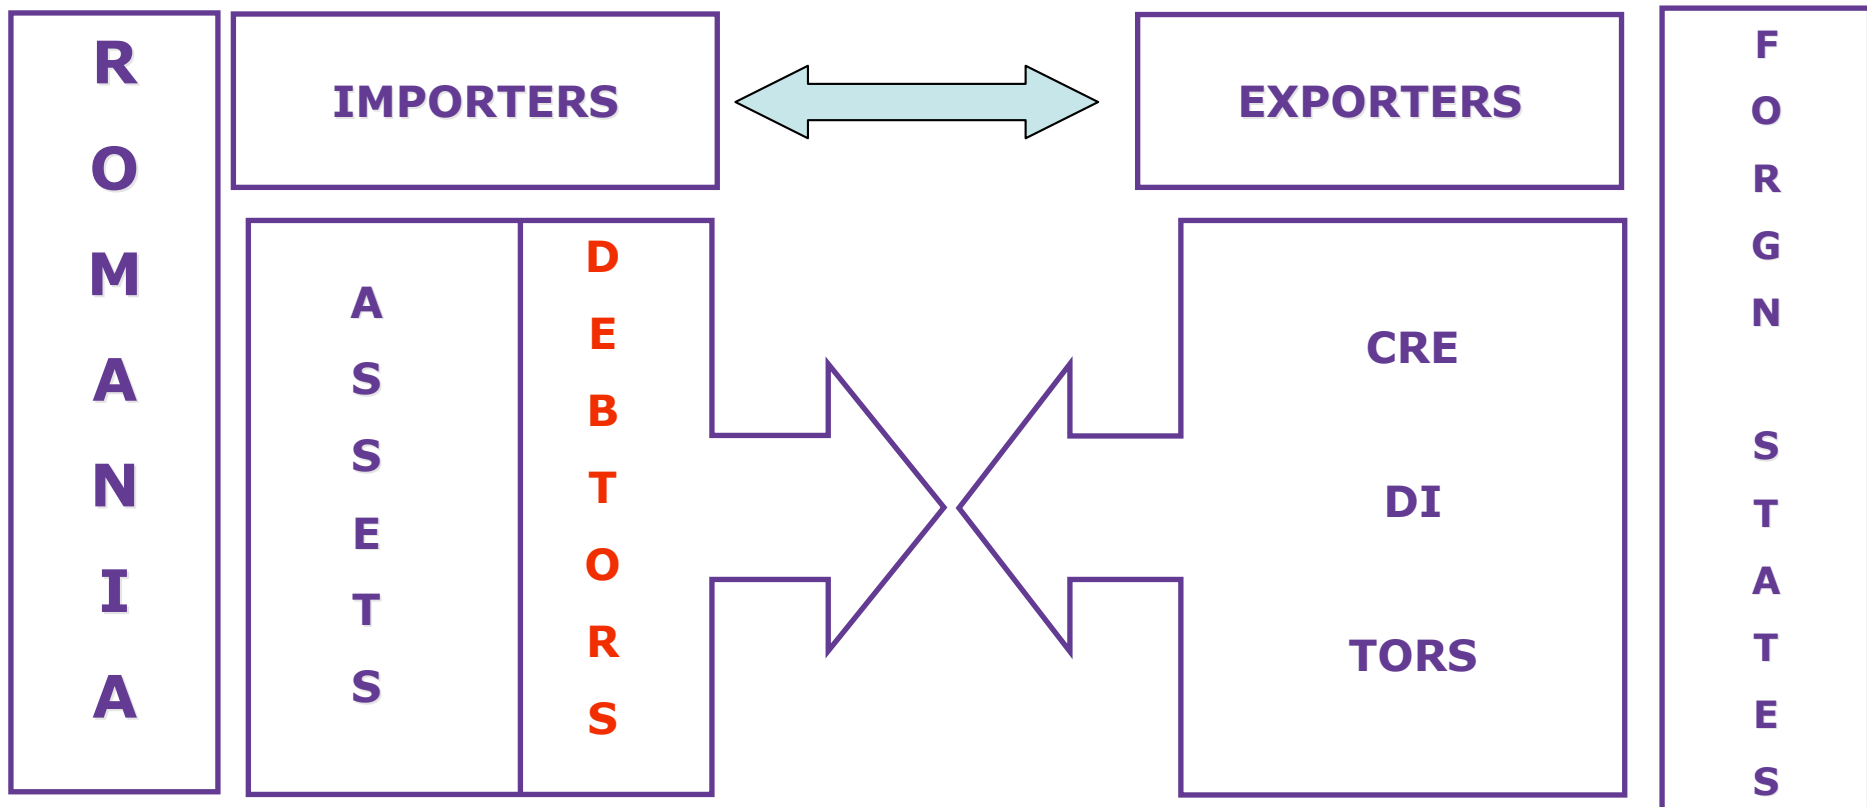 ROMANIA
IMPORTERS
EXPORTERS
ASSETS
DEBTORS
CRE
DI
TORS
FORGN STATES